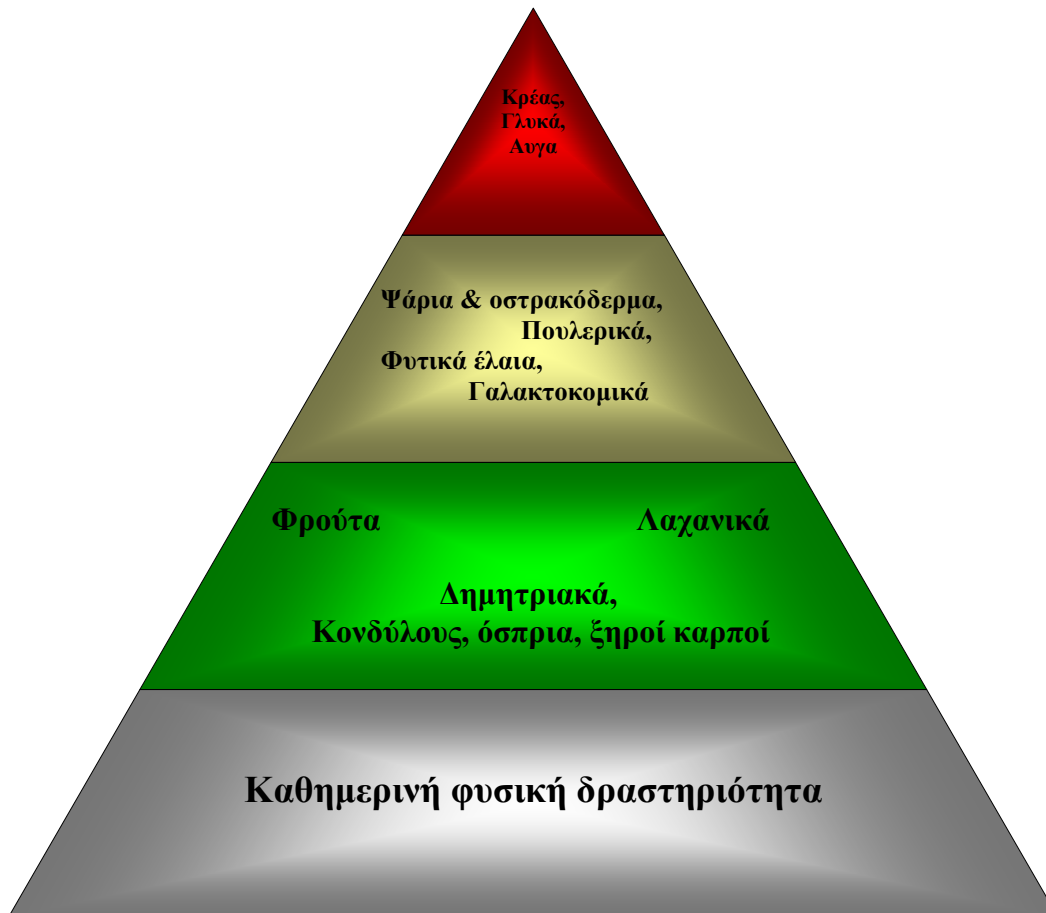 Κρέας,
Γλυκά,
Αυγα
Ψάρια & οστρακόδερμα,
Πουλερικά,
Φυτικά έλαια,
Γαλακτοκομικά
Φρούτα Λαχανικά
Δημητριακά,
Κονδύλους, όσπρια, ξηροί καρποί
Καθημερινή φυσική δραστηριότητα